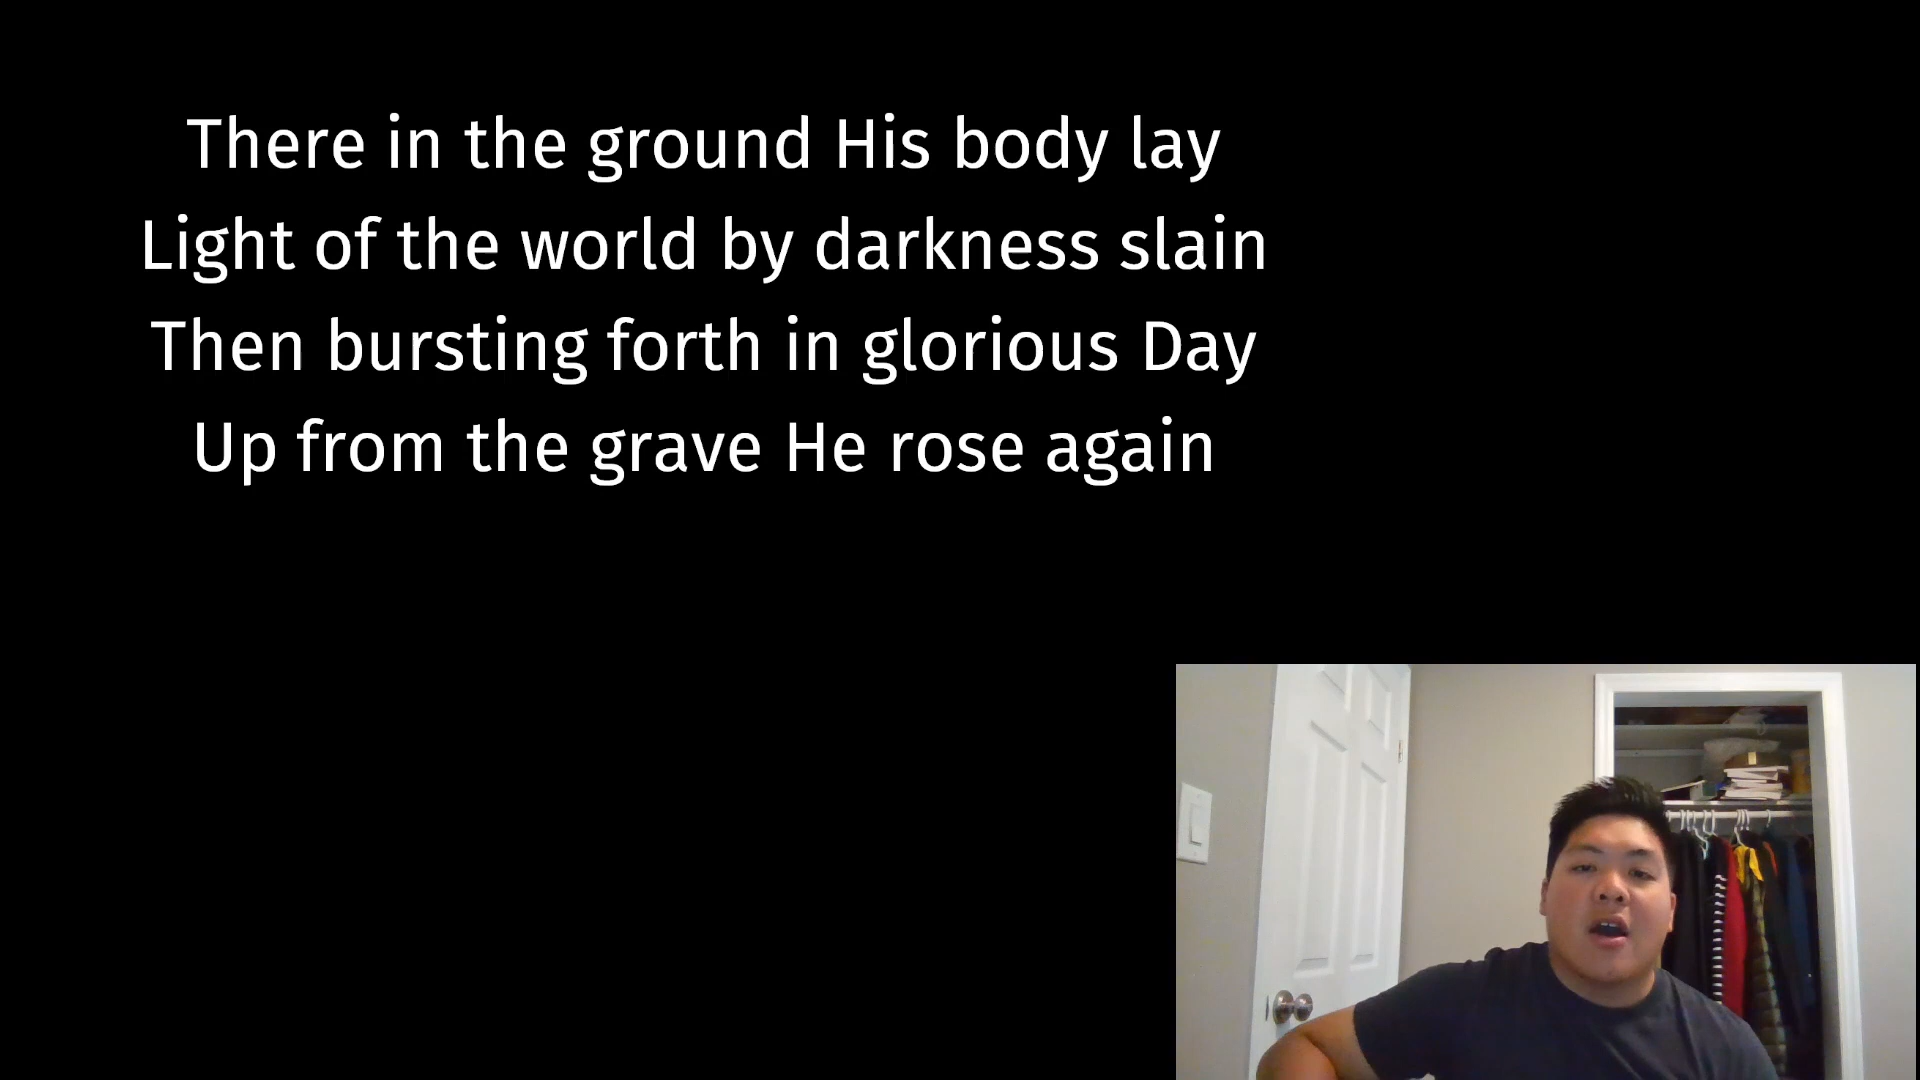 There in the ground His body lay
Light of the world by darkness slain
Then bursting forth in glorious Day
Up from the grave He rose again